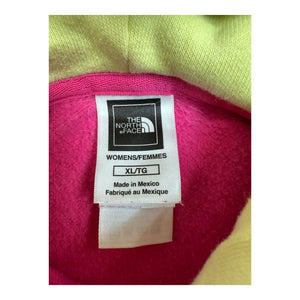 THE
NORTH
FACE
WOMENS/FEMMES
XL/TG
Made in Mexico
Fabriqué au Mexique